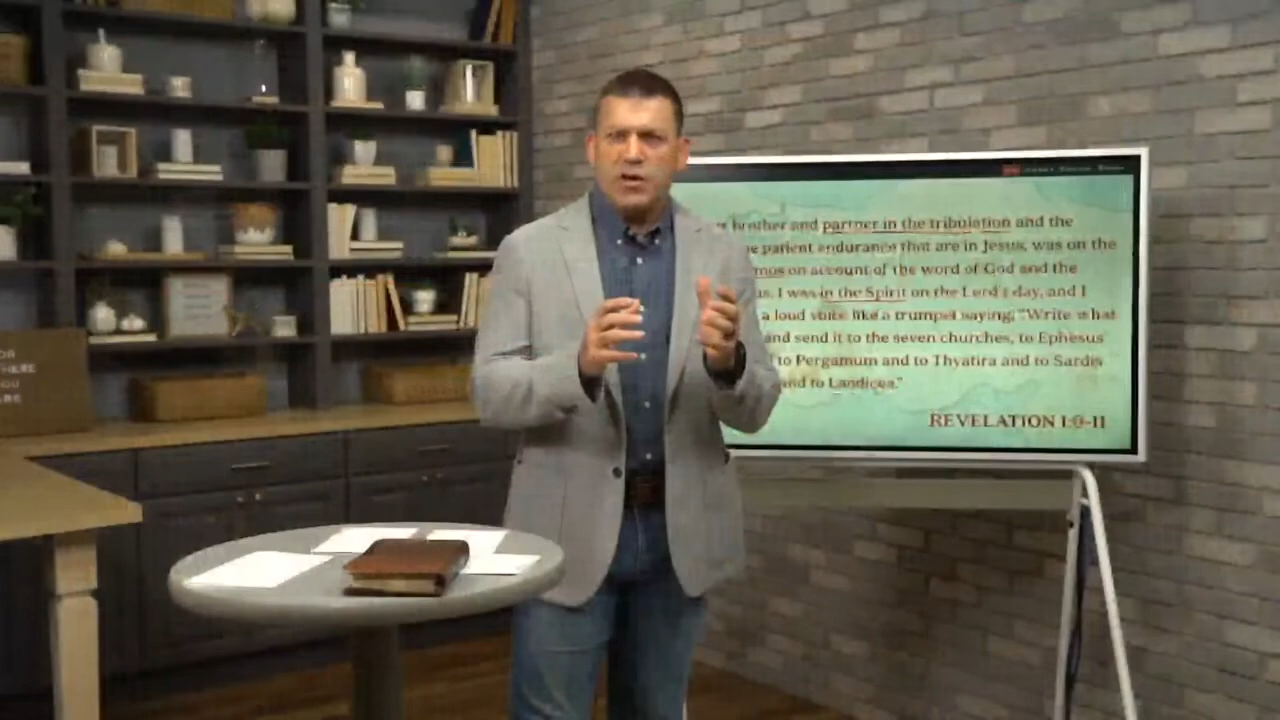 brother and partner in the tribulation and the
patient endurance that are in Jesus, was on the
on account of the word of God and the
I was in the Spirit on the Lord's day, and I
a loud voice like a trumpet saying, "Write what
and send it to the seven churches, to Ephesus
to Pergamum and to Thyatira and to Sardis
and to Laodicea."
REVELATION 1:9-11